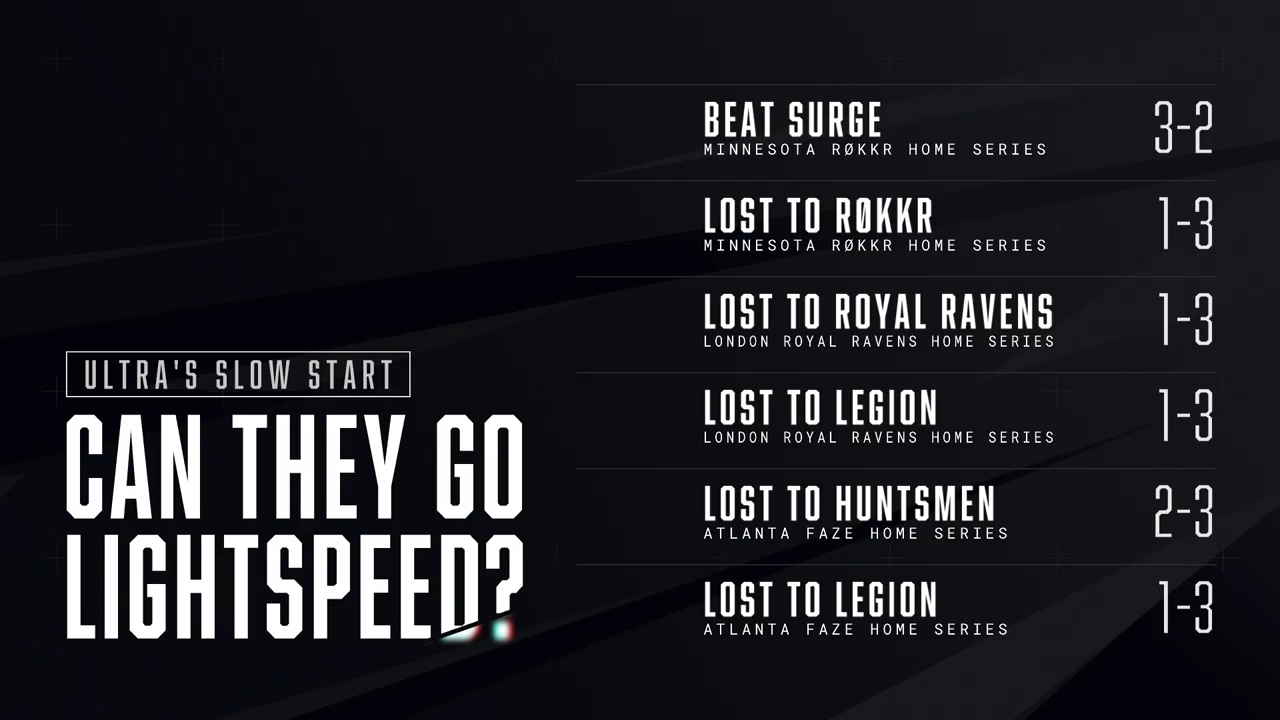 ULTRA'S SLOW START
CAN THEY GO
LIGHTSPEED?
BEAT SURGE
MINNESOTA RØKKR HOME SERIES
3-2
LOST TO RØKKR
MINNESOTA RØKKR HOME SERIES
1-3
LOST TO ROYAL RAVENS
LONDON ROYAL RAVENS HOME SERIES
1-3
LOST TO LEGION
LONDON ROYAL RAVENS HOME SERIES
1-3
LOST TO HUNTSMEN
ATLANTA FAZE HOME SERIES
2-3
LOST TO LEGION
ATLANTA FAZE HOME SERIES
1-3